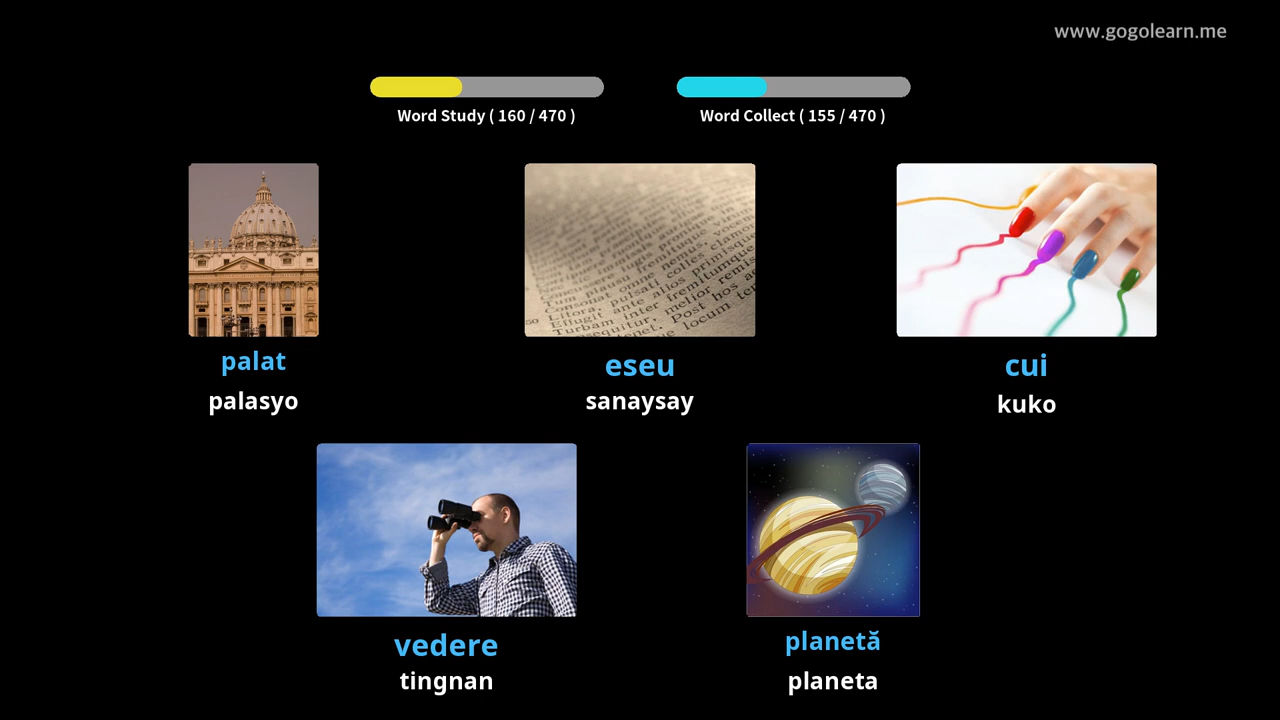 www.gogolearn.me
Word Study ( 160 / 470 )
Word Collect ( 155 / 470 )
palat
palasyo
eseu
sanaysay
cui
kuko
vedere
tingnan
planetă
planeta